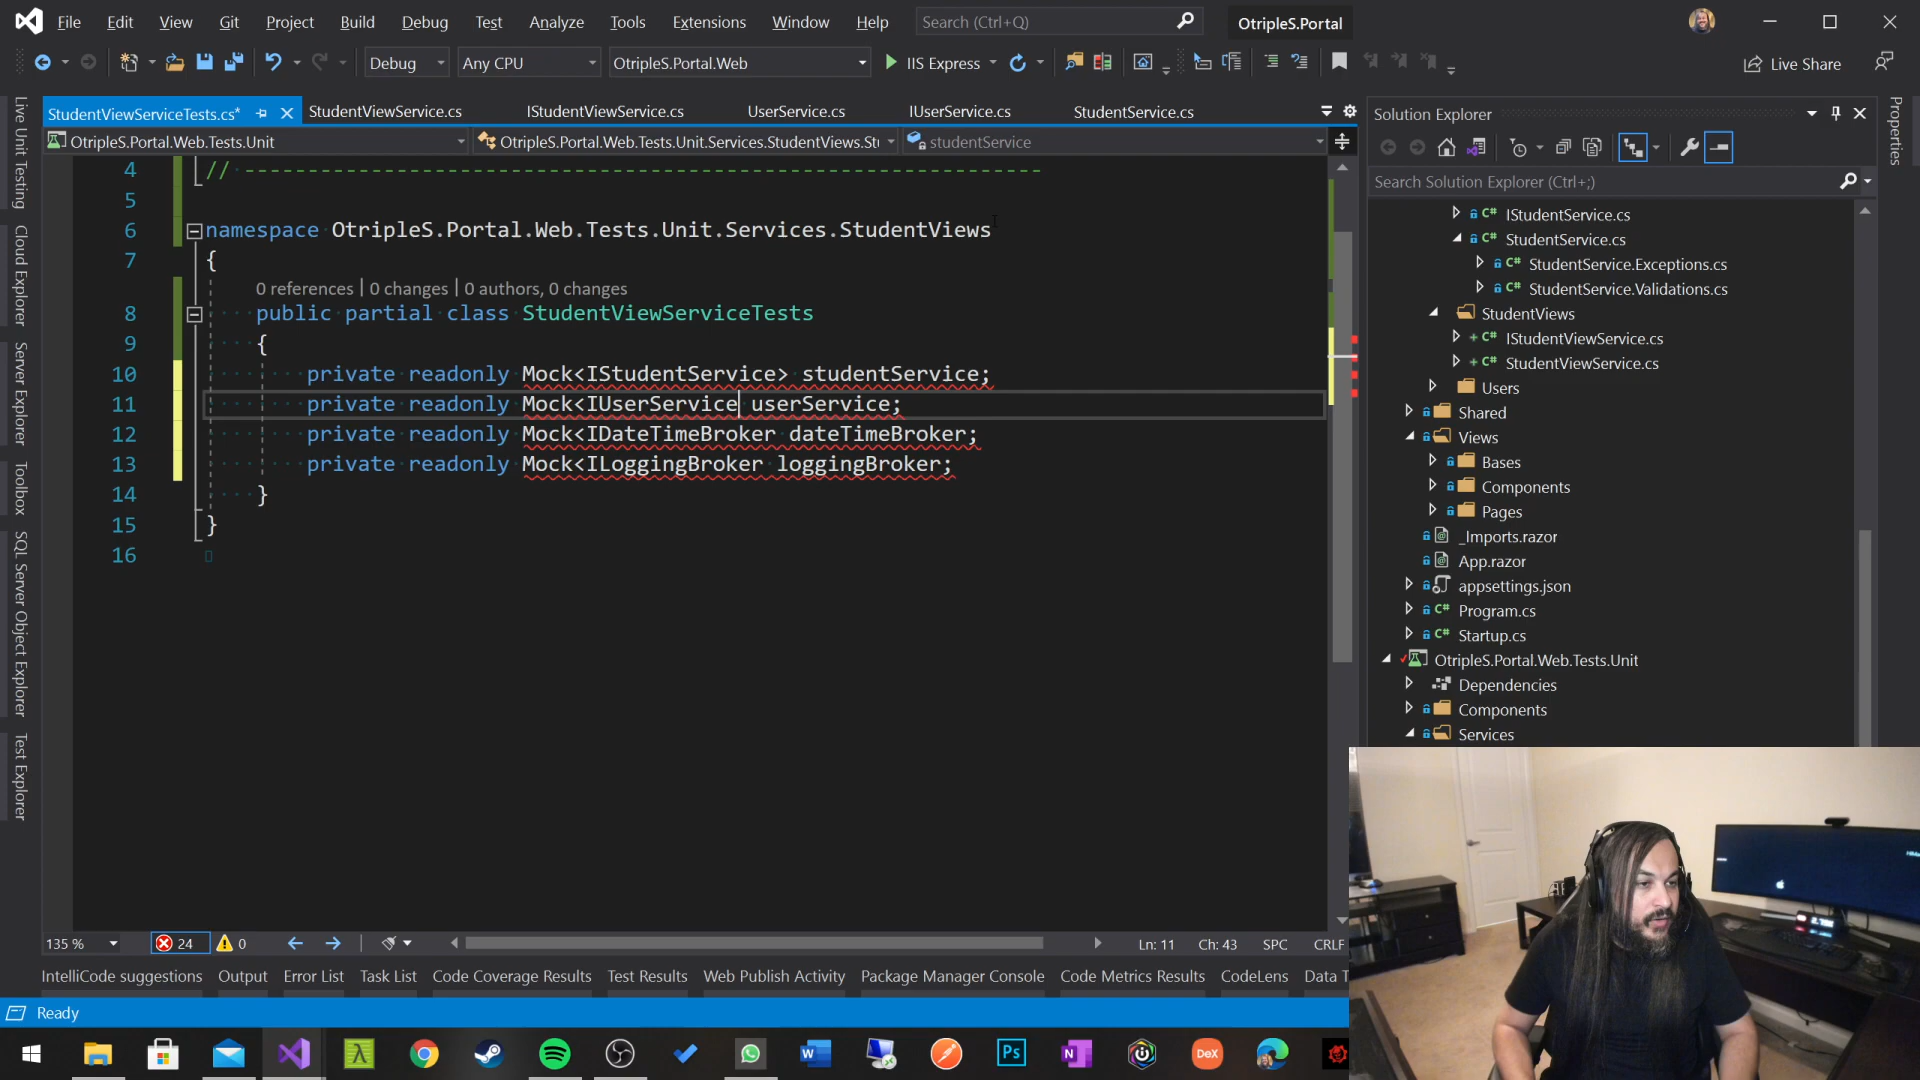 File Edit View Git Project Build Debug Test Analyze Tools Extensions Window Help Search (Ctrl+Q) OtripleS.Portal
Debug Any CPU OtripleS.Portal.Web IIS Express Live Share
StudentViewServiceTests.cs* StudentViewService.cs IStudentViewService.cs UserService.cs IUserService.cs StudentService.cs
OtripleS.Portal.Web.Tests.Unit OtripleS.Portal.Web.Tests.Unit.Services.StudentViews.St studentService
4 // ---------------------------------------------------------------
5
6 namespace OtripleS.Portal.Web.Tests.Unit.Services.StudentViews
7 {
0 references | 0 changes | 0 authors, 0 changes
8 public partial class StudentViewServiceTests
9 {
10 private readonly Mock<IStudentService> studentService;
11 private readonly Mock<IUserService userService;
12 private readonly Mock<IDateTimeBroker dateTimeBroker;
13 private readonly Mock<ILoggingBroker loggingBroker;
14 }
15 }
16
135 % 24 0 Ln: 11 Ch: 43 SPC CRLF
IntelliCode suggestions Output Error List Task List Code Coverage Results Test Results Web Publish Activity Package Manager Console Code Metrics Results CodeLens Data T
Ready
Live Unit Testing
Cloud Explorer
Server Explorer
Toolbox
SQL Server Object Explorer
Test Explorer
Solution Explorer
Search Solution Explorer (Ctrl+;)
C# IStudentService.cs
C# StudentService.cs
C# StudentService.Exceptions.cs
C# StudentService.Validations.cs
StudentViews
C# IStudentViewService.cs
C# StudentViewService.cs
Users
Shared
Views
Bases
Components
Pages
_Imports.razor
App.razor
appsettings.json
C# Program.cs
C# Startup.cs
OtripleS.Portal.Web.Tests.Unit
Dependencies
Components
Services
Properties
Ps
DeX